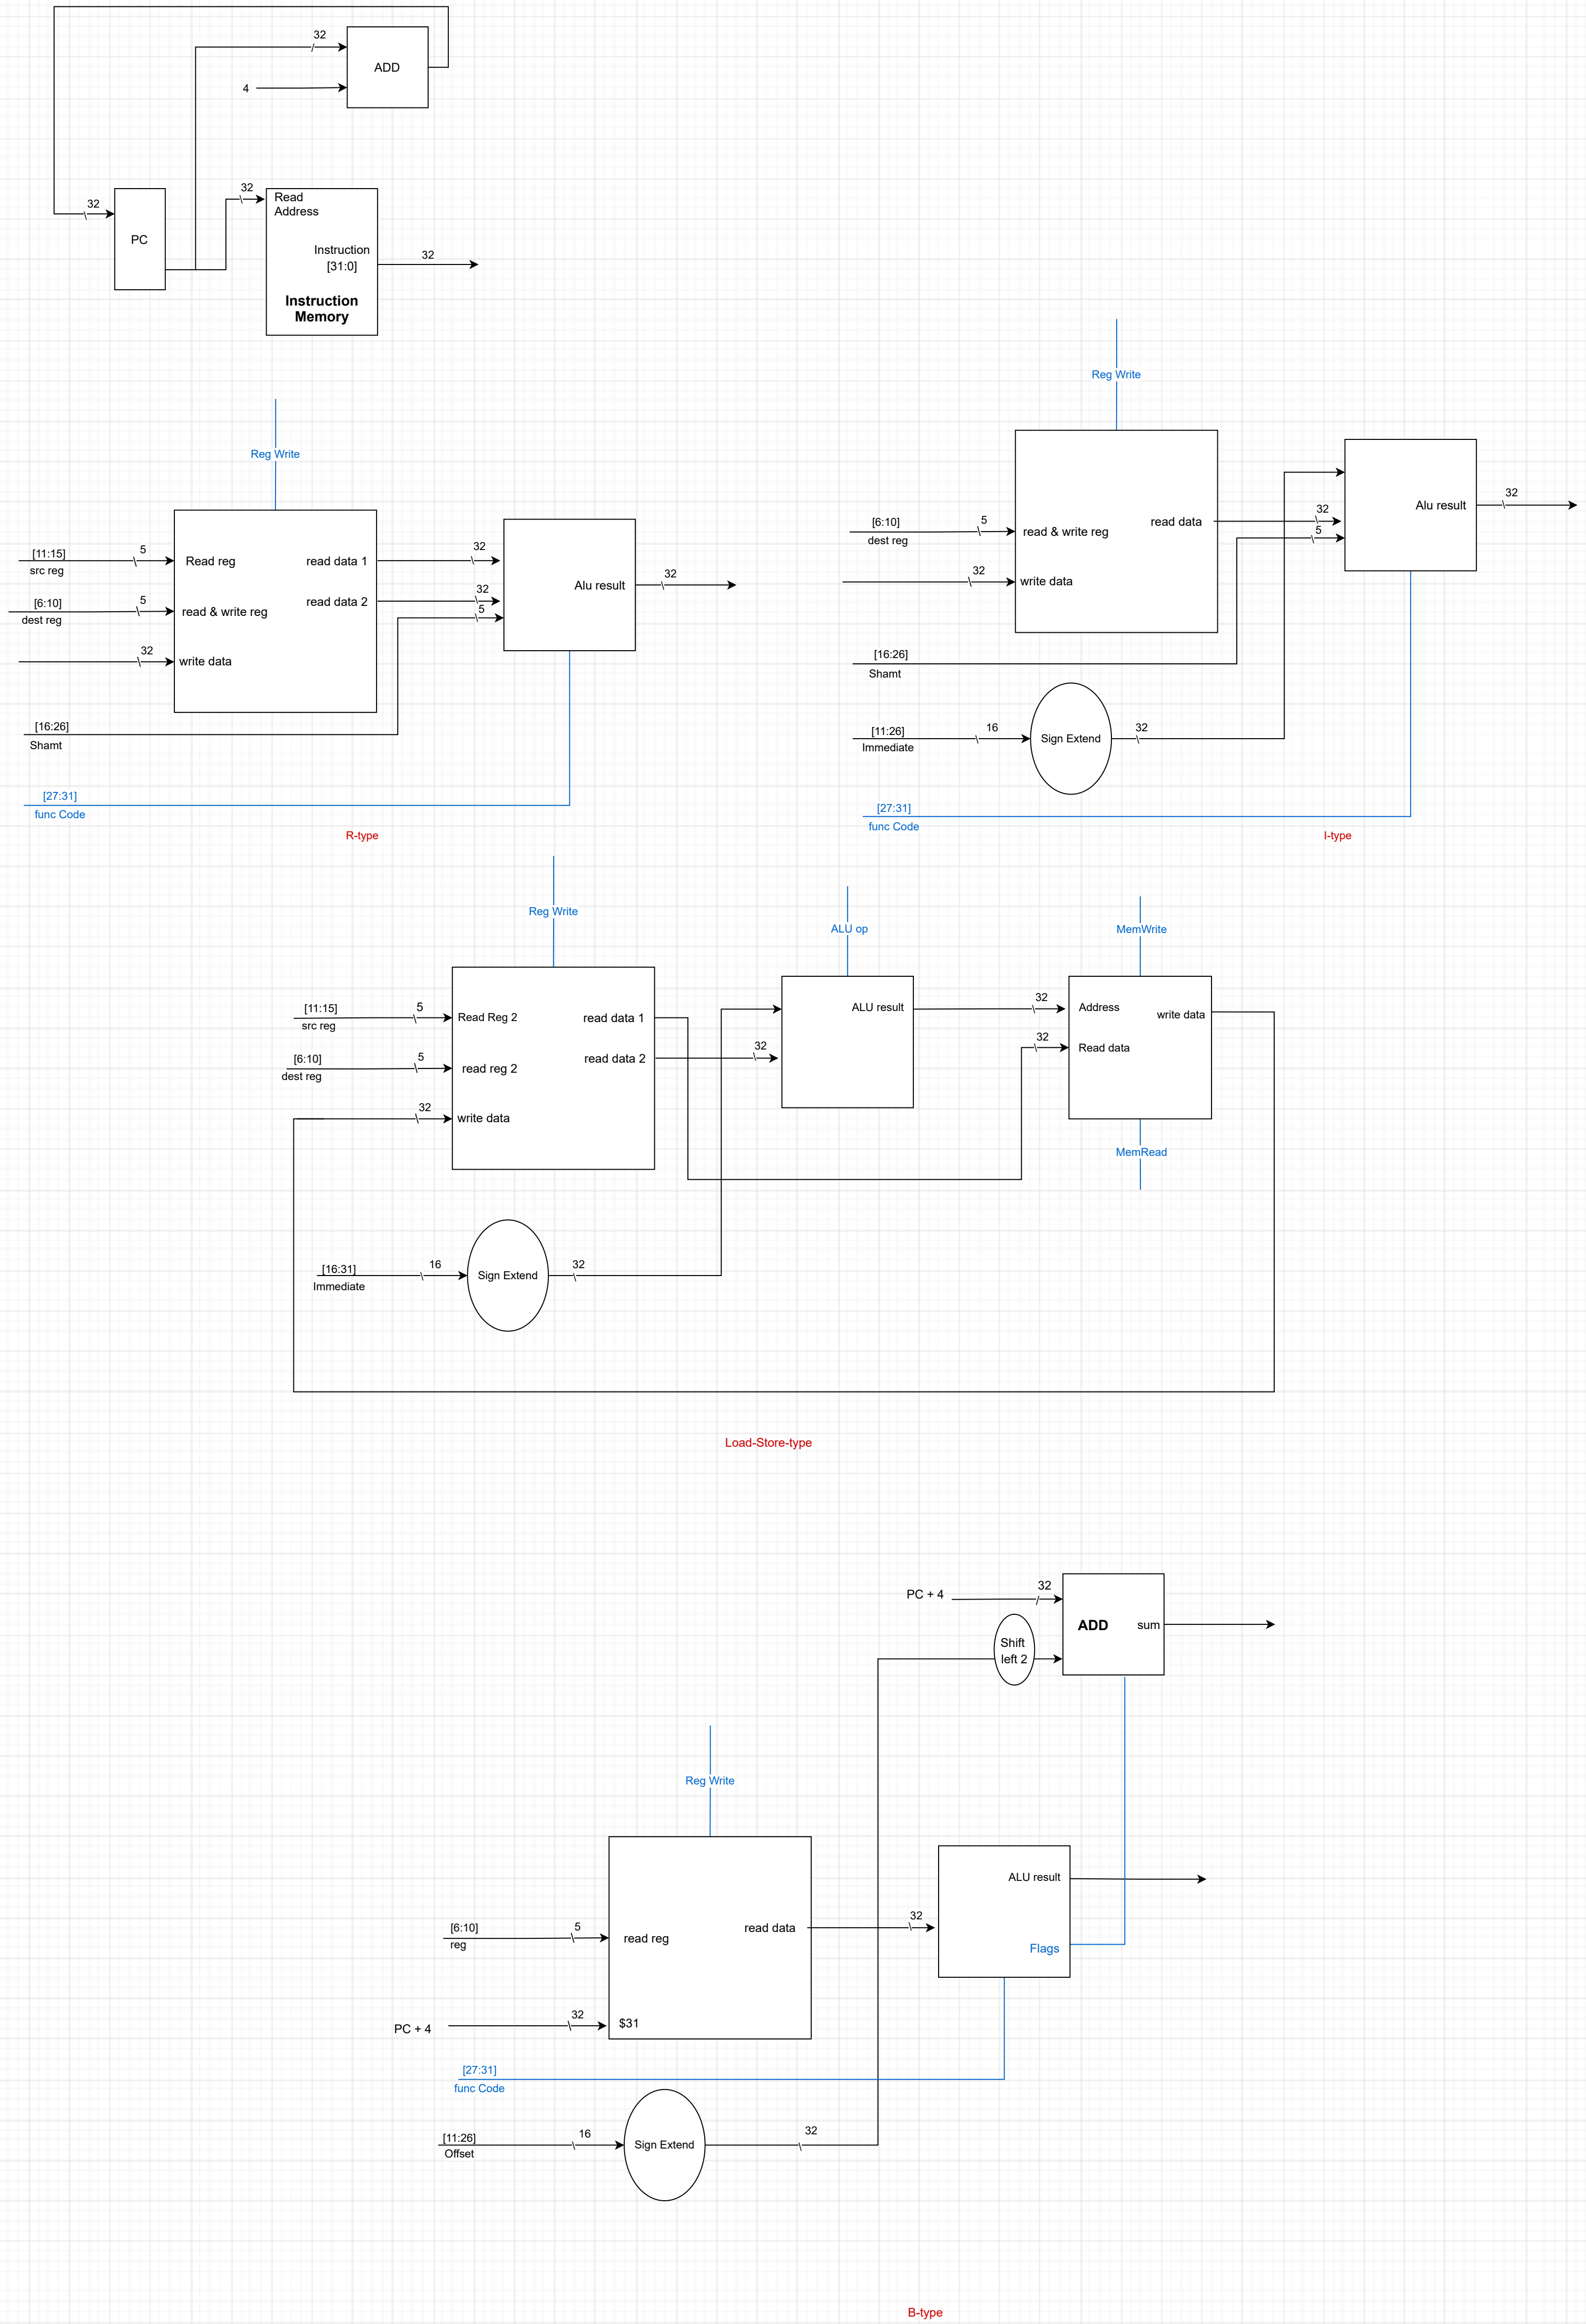 32
ADD
4
32
32
PC
Read
Address
Instruction
[31:0]
Instruction
Memory
32
Reg Write
[11:15]
src reg
5
Read reg
read data 1
32
[6:10]
dest reg
5
read & write reg
read data 2
32
5
Alu result
32
32
write data
[16:26]
Shamt
[27:31]
func Code
R-type
Reg Write
[6:10]
dest reg
5
read & write reg
read data
32
5
Alu result
32
32
write data
[16:26]
Shamt
[11:26]
Immediate
16
Sign Extend
32
[27:31]
func Code
I-type
Reg Write
ALU op
MemWrite
[11:15]
src reg
5
Read Reg 2
read data 1
ALU result
32
Address
write data
[6:10]
dest reg
5
read reg 2
read data 2
32
32
Read data
32
write data
MemRead
[16:31]
Immediate
16
Sign Extend
32
Load-Store-type
PC + 4
32
ADD
sum
Shift
left 2
Reg Write
[6:10]
reg
5
read reg
read data
32
ALU result
Flags
PC + 4
32
$31
[27:31]
func Code
[11:26]
Offset
16
Sign Extend
32
B-type